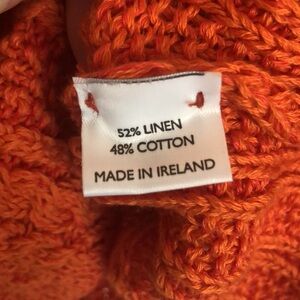 52% LINEN
48% COTTON
MADE IN IRELAND